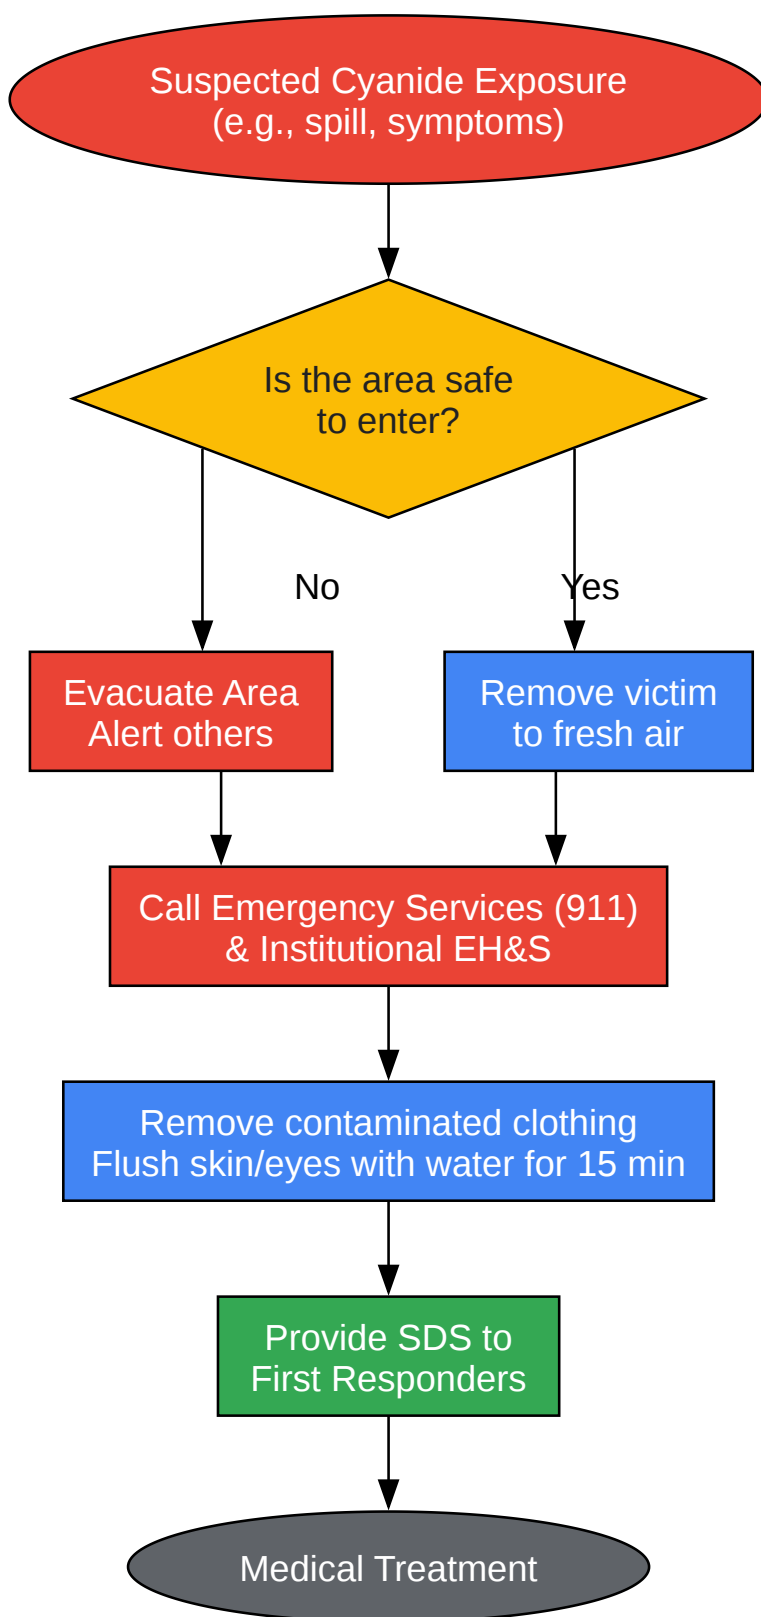 Suspected Cyanide Exposure
(e.g., spill, symptoms)
Is the area safe
to enter?
No
Yes
Evacuate Area
Alert others
Remove victim
to fresh air
Call Emergency Services (911)
& Institutional EH&S
Remove contaminated clothing
Flush skin/eyes with water for 15 min
Provide SDS to
First Responders
Medical Treatment